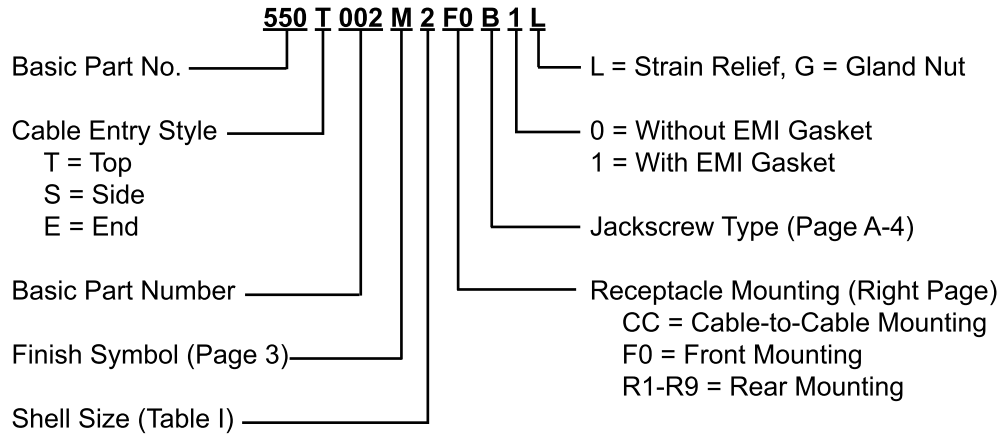 550 T 002 M 2 F0 B 1 L
Basic Part No.
Cable Entry Style
T = Top
S = Side
E = End
Basic Part Number
Finish Symbol (Page 3)
Shell Size (Table I)
L = Strain Relief, G = Gland Nut
0 = Without EMI Gasket
1 = With EMI Gasket
Jackscrew Type (Page A-4)
Receptacle Mounting (Right Page)
CC = Cable-to-Cable Mounting
F0 = Front Mounting
R1-R9 = Rear Mounting